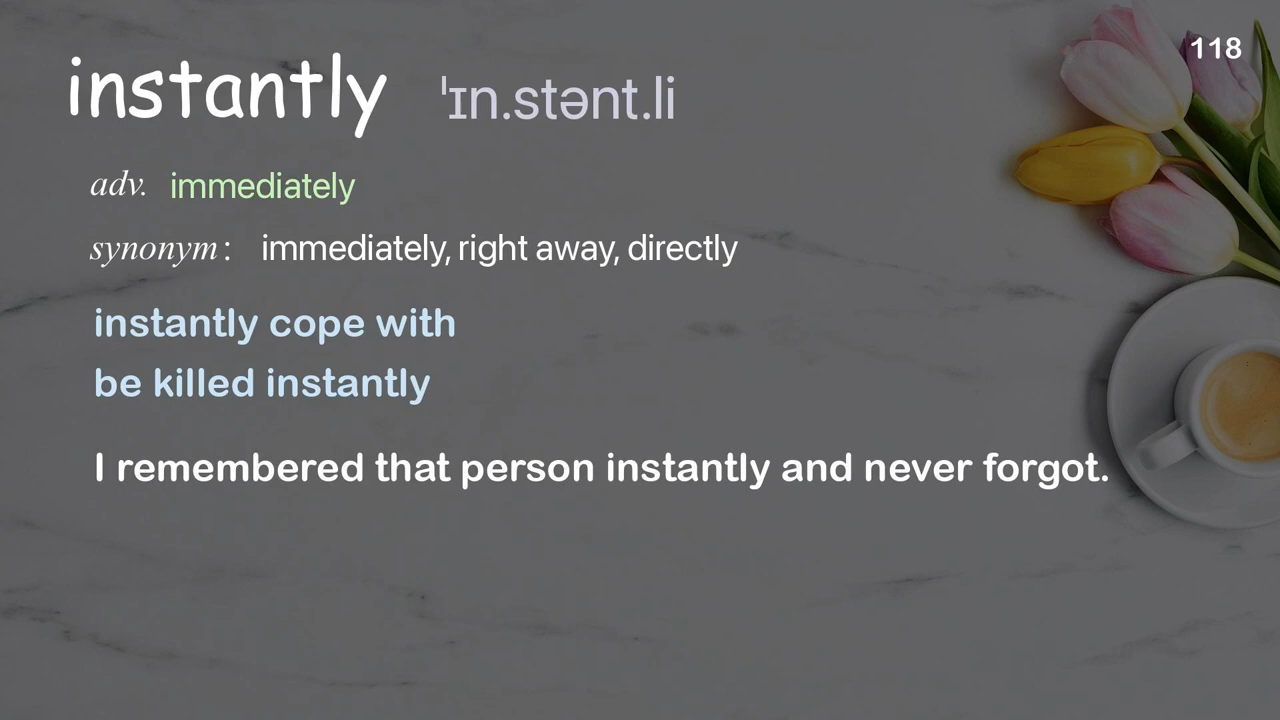 118
instantly ˈɪn.stənt.li
adv. immediately
synonym: immediately, right away, directly
instantly cope with
be killed instantly
I remembered that person instantly and never forgot.